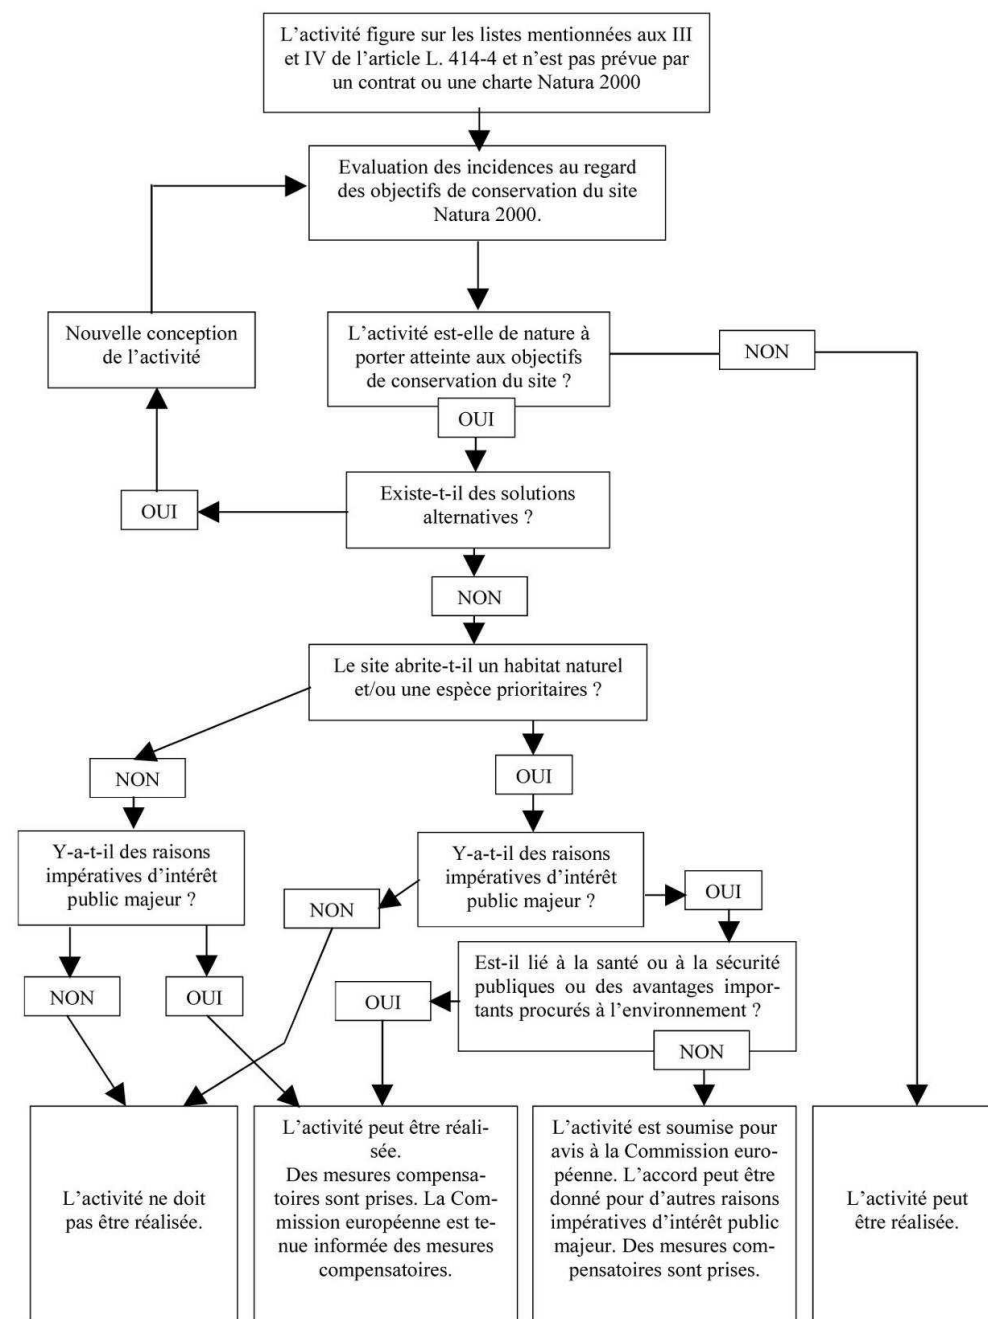 L’activité figure sur les listes mentionnées aux III
et IV de l’article L. 414-4 et n’est pas prévue par
un contrat ou une charte Natura 2000
Evaluation des incidences au regard
des objectifs de conservation du site
Natura 2000.
Nouvelle conception
de l’activité
L’activité est-elle de nature à
porter atteinte aux objectifs
de conservation du site ?
NON
OUI
Existe-t-il des solutions
alternatives ?
OUI
NON
Le site abrite-t-il un habitat naturel
et/ou une espèce prioritaires ?
NON
OUI
Y-a-t-il des raisons
impératives d’intérêt
public majeur ?
Y-a-t-il des raisons
impératives d’intérêt
public majeur ?
NON
OUI
NON
OUI
OUI
Est-il lié à la santé ou à la sécurité
publiques ou des avantages impor-
tants procurés à l’environnement ?
NON
L’activité ne doit
pas être réalisée.
L’activité peut être réali-
sée.
Des mesures compensa-
toires sont prises. La Com-
mission européenne est te-
nue informée des mesures
compensatoires.
L’activité est soumise pour
avis à la Commission euro-
péenne. L’accord peut être
donné pour d’autres raisons
impératives d’intérêt public
majeur. Des mesures com-
pensatoires sont prises.
L’activité peut
être réalisée.